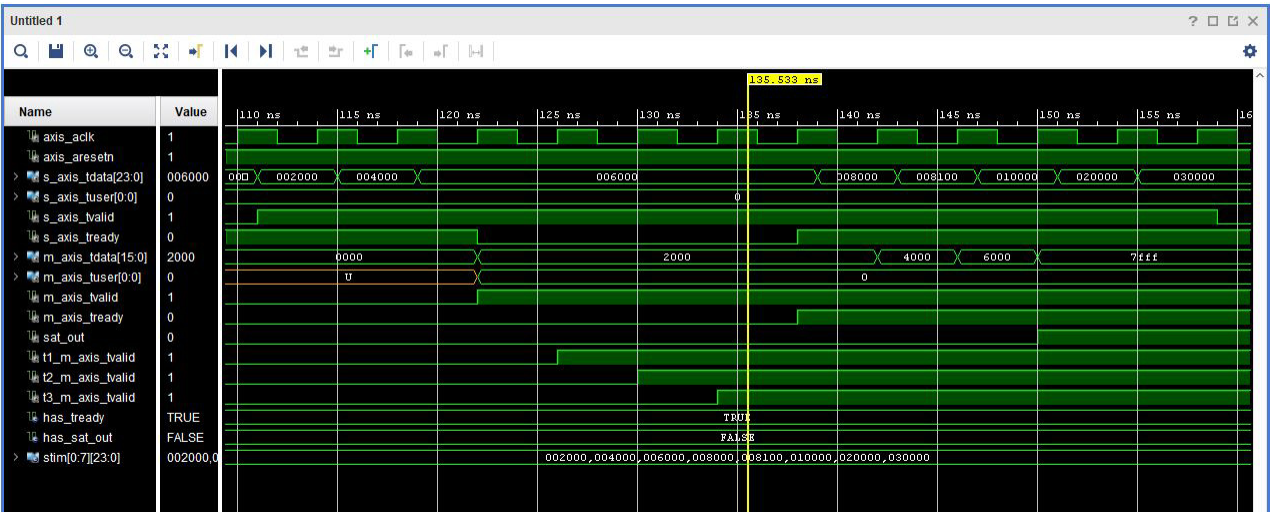 Untitled 1
135.533 ns
Name Value 110 ns 115 ns 120 ns 125 ns 130 ns 135 ns 140 ns 145 ns 150 ns 155 ns 16
axis_aclk 1
axis_aresetn 1
s_axis_tdata[23:0] 006000 00 002000 004000 006000 008000 008100 010000 020000 030000
s_axis_tuser[0:0] 0 0
s_axis_tvalid 1
s_axis_tready 0
m_axis_tdata[15:0] 2000 0000 2000 4000 6000 7fff
m_axis_tuser[0:0] 0 U 0
m_axis_tvalid 1
m_axis_tready 0
sat_out 0
t1_m_axis_tvalid 1
t2_m_axis_tvalid 1
t3_m_axis_tvalid 1
has_tready TRUE TRUE
has_sat_out FALSE FALSE
stim[0:7][23:0] 002000,0 002000,004000,006000,008000,008100,010000,020000,030000